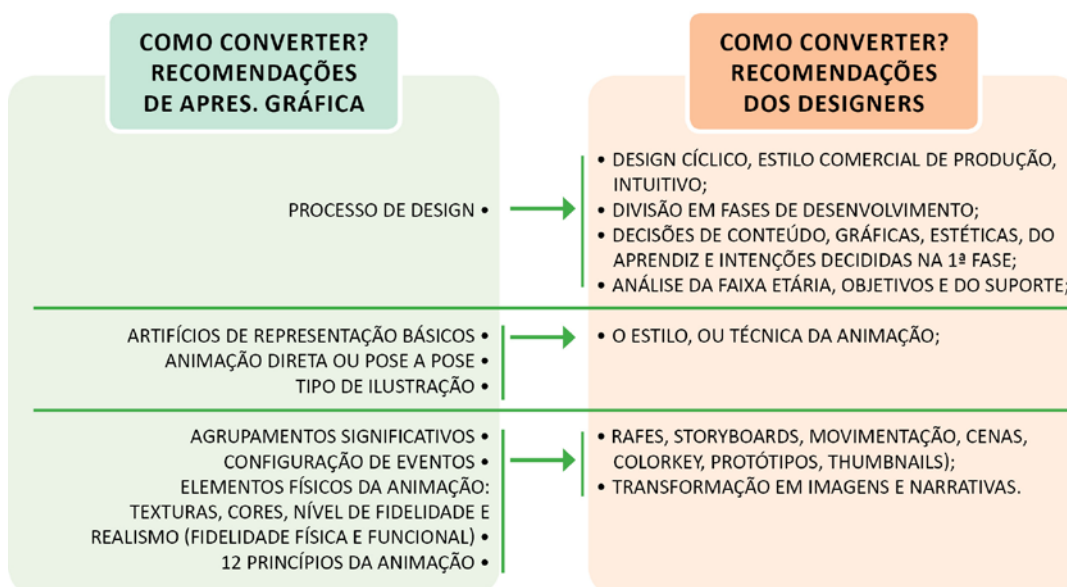 COMO CONVERTER?
RECOMENDAÇÕES
DE APRES. GRÁFICA
COMO CONVERTER?
RECOMENDAÇÕES
DOS DESIGNERS
PROCESSO DE DESIGN •
• DESIGN CÍCLICO, ESTILO COMERCIAL DE PRODUÇÃO,
INTUITIVO;
• DIVISÃO EM FASES DE DESENVOLVIMENTO;
• DECISÕES DE CONTEÚDO, GRÁFICAS, ESTÉTICAS, DO
APRENDIZ E INTENÇÕES DECIDIDAS NA 1ª FASE;
• ANÁLISE DA FAIXA ETÁRIA, OBJETIVOS E DO SUPORTE;
ARTIFÍCIOS DE REPRESENTAÇÃO BÁSICOS •
ANIMAÇÃO DIRETA OU POSE A POSE •
TIPO DE ILUSTRAÇÃO •
• O ESTILO, OU TÉCNICA DA ANIMAÇÃO;
AGRUPAMENTOS SIGNIFICATIVOS •
CONFIGURAÇÃO DE EVENTOS •
ELEMENTOS FÍSICOS DA ANIMAÇÃO:
TEXTURAS, CORES, NÍVEL DE FIDELIDADE E
REALISMO (FIDELIDADE FÍSICA E FUNCIONAL) •
12 PRINCÍPIOS DA ANIMAÇÃO •
• RAFES, STORYBOARDS, MOVIMENTAÇÃO, CENAS,
COLORKEY, PROTÓTIPOS, THUMBNAILS);
• TRANSFORMAÇÃO EM IMAGENS E NARRATIVAS.